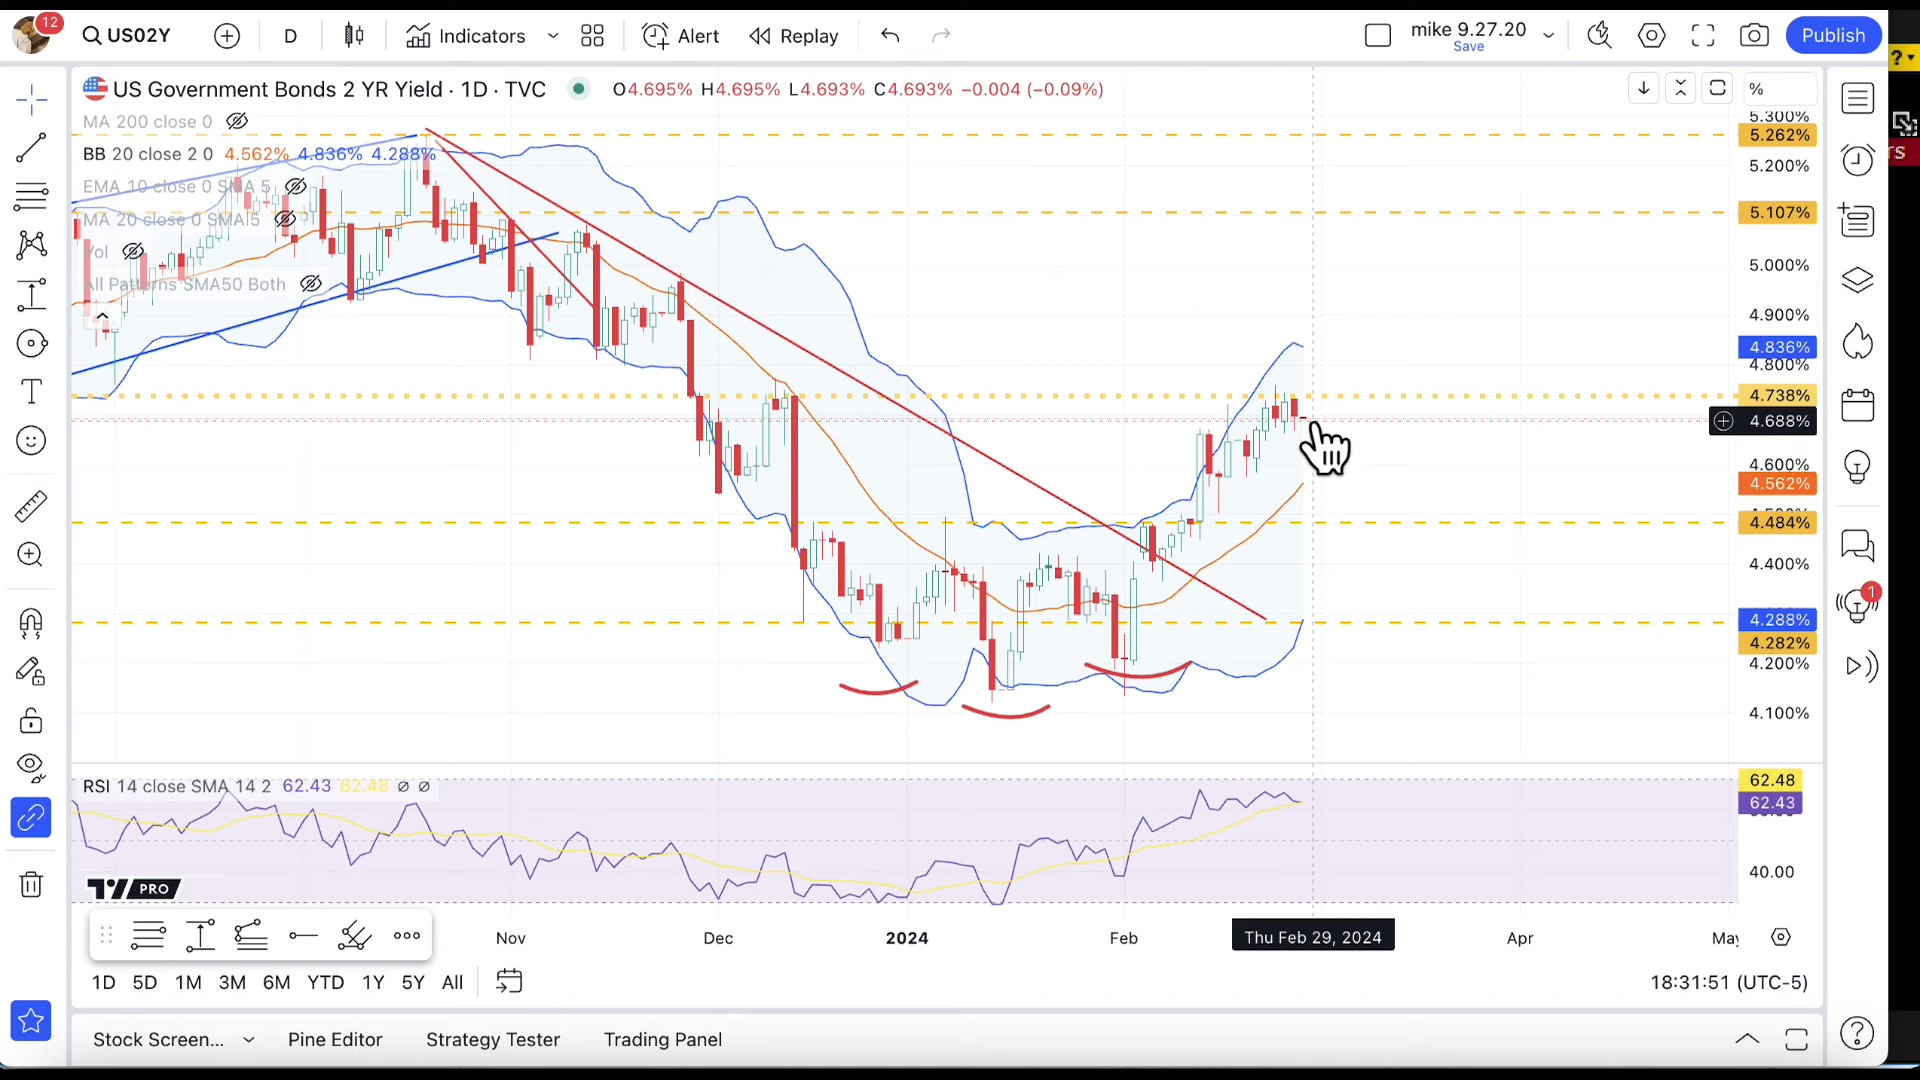 12
US02Y
D
Indicators
Alert
Replay
mike 9.27.20
Save
Publish
?
US Government Bonds 2 YR Yield · 1D · TVC
O4.695% H4.695% L4.693% C4.693% −0.004 (−0.09%)
%
MA 200 close 0
BB 20 close 2 0 4.562% 4.836% 4.288%
EMA 10 close 0 SMA 5
MA 20 close 0 SMA 5
Vol
All Patterns SMA50 Both
5.300%
5.262%
5.200%
5.107%
5.000%
4.900%
4.836%
4.800%
4.738%
4.688%
4.600%
4.562%
4.484%
4.400%
4.288%
4.282%
4.200%
4.100%
rs
1
RSI 14 close SMA 14 2 62.43 62.48 ∅ ∅
62.48
62.43
40.00
PRO
Nov
Dec
2024
Feb
Thu Feb 29, 2024
Apr
May
1D 5D 1M 3M 6M YTD 1Y 5Y All
18:31:51 (UTC-5)
Stock Screen...
Pine Editor
Strategy Tester
Trading Panel